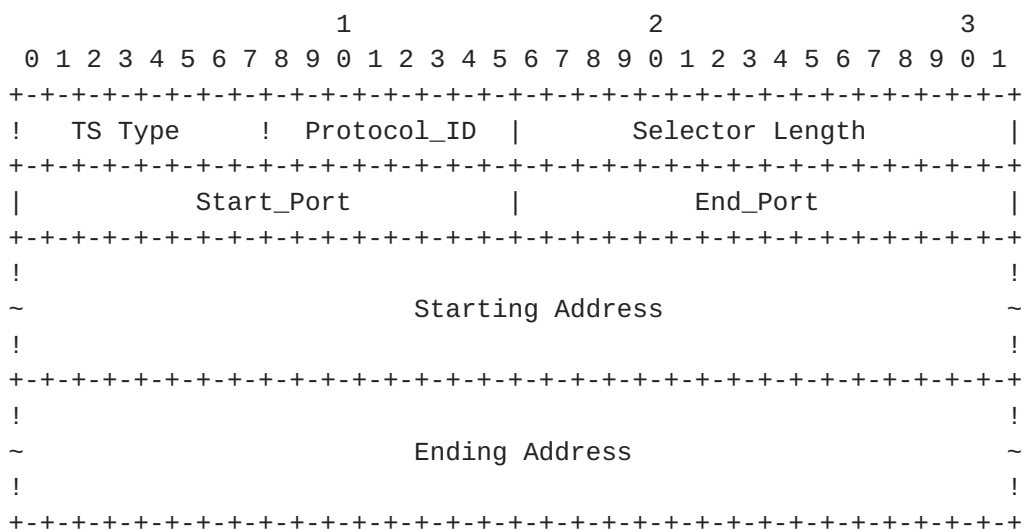 1                   2                   3
 0 1 2 3 4 5 6 7 8 9 0 1 2 3 4 5 6 7 8 9 0 1 2 3 4 5 6 7 8 9 0 1
+-+-+-+-+-+-+-+-+-+-+-+-+-+-+-+-+-+-+-+-+-+-+-+-+-+-+-+-+-+-+-+-+
!   TS Type     !  Protocol_ID  |       Selector Length         |
+-+-+-+-+-+-+-+-+-+-+-+-+-+-+-+-+-+-+-+-+-+-+-+-+-+-+-+-+-+-+-+-+
|           Start_Port          |           End_Port            |
+-+-+-+-+-+-+-+-+-+-+-+-+-+-+-+-+-+-+-+-+-+-+-+-+-+-+-+-+-+-+-+-+
!                                                               !
~                         Starting Address                      ~
!                                                               !
+-+-+-+-+-+-+-+-+-+-+-+-+-+-+-+-+-+-+-+-+-+-+-+-+-+-+-+-+-+-+-+-+
!                                                               !
~                         Ending Address                        ~
!                                                               !
+-+-+-+-+-+-+-+-+-+-+-+-+-+-+-+-+-+-+-+-+-+-+-+-+-+-+-+-+-+-+-+-+